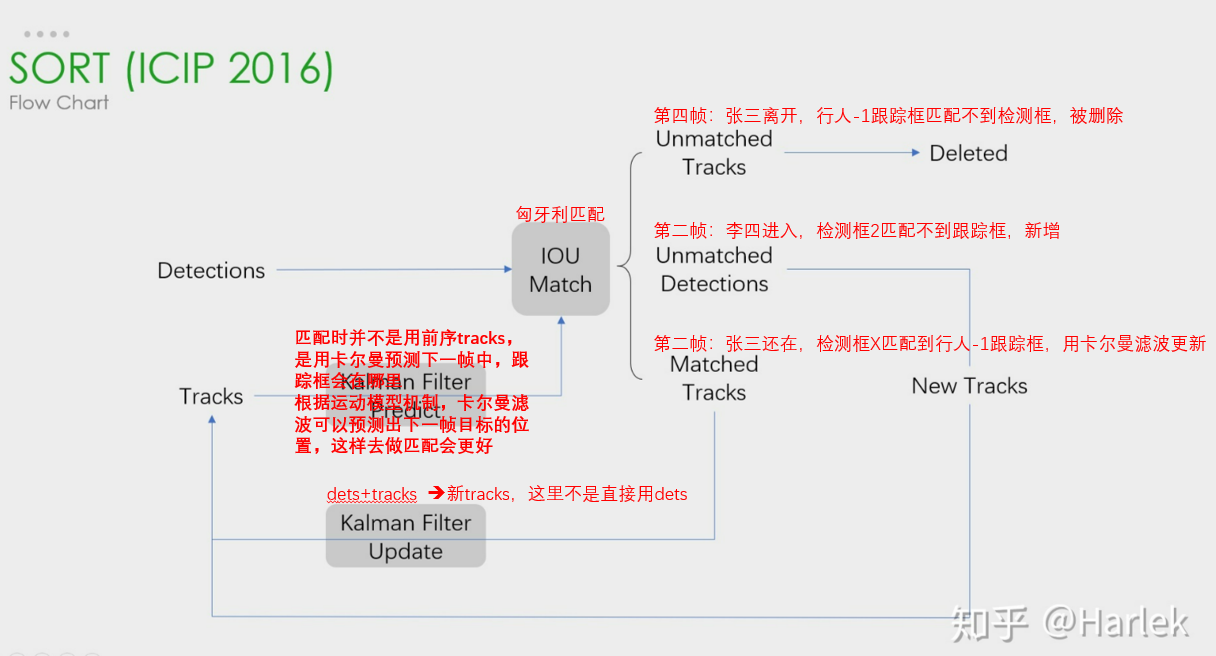 SORT (ICIP 2016)
Flow Chart
第四帧：张三离开，行人-1跟踪框匹配不到检测框，被删除
Unmatched
Tracks
Deleted
匈牙利匹配
IOU
Match
第二帧：李四进入，检测框2匹配不到跟踪框，新增
Unmatched
Detections
Detections
匹配时并不是用前序tracks，
是用卡尔曼预测下一帧中，跟
踪框会在哪里
根据运动模型机制，卡尔曼滤
波可以预测出下一帧目标的位
置，这样去做匹配会更好
Kalman Filter
Predict
第二帧：张三还在，检测框X匹配到行人-1跟踪框，用卡尔曼滤波更新
Matched
Tracks
New Tracks
Tracks
dets+tracks ➔新tracks，这里不是直接用dets
Kalman Filter
Update
知乎 @Harlek